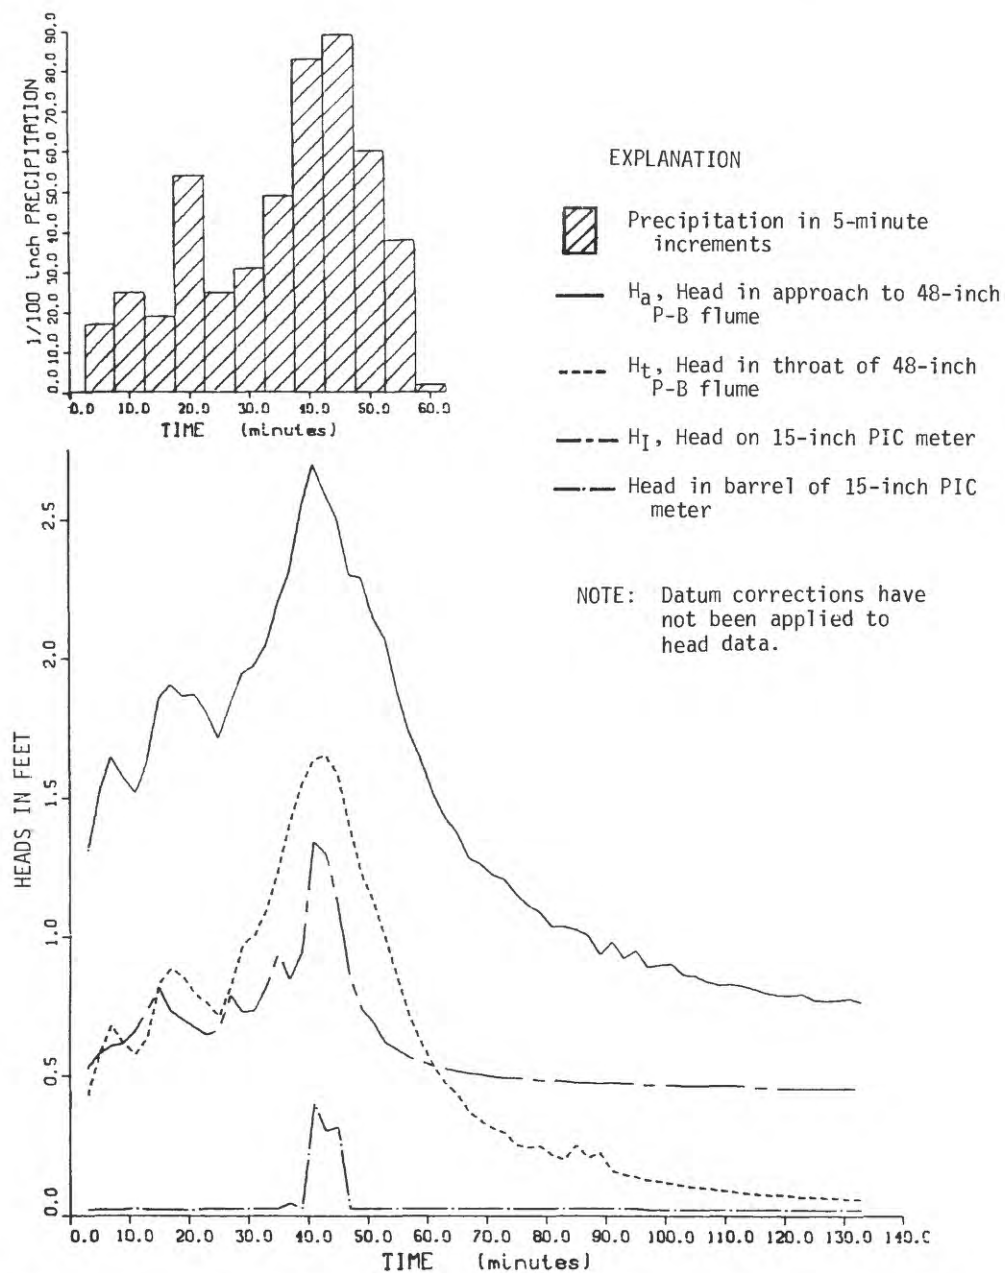 1/100 Inch PRECIPITATION
0.0 10.0 20.0 30.0 40.0 50.0 60.0 70.0 80.0 90.0
0.0 10.0 20.0 30.0 40.0 50.0 60.0
TIME (minutes)
EXPLANATION
Precipitation in 5-minute
increments
Ha, Head in approach to 48-inch
P-B flume
Ht, Head in throat of 48-inch
P-B flume
HI, Head on 15-inch PIC meter
Head in barrel of 15-inch PIC
meter
NOTE: Datum corrections have
not been applied to
head data.
HEADS IN FEET
0.0 0.5 1.0 1.5 2.0 2.5
0.0 10.0 20.0 30.0 40.0 50.0 60.0 70.0 80.0 90.0 100.0 110.0 120.0 130.0 140.0
TIME (minutes)